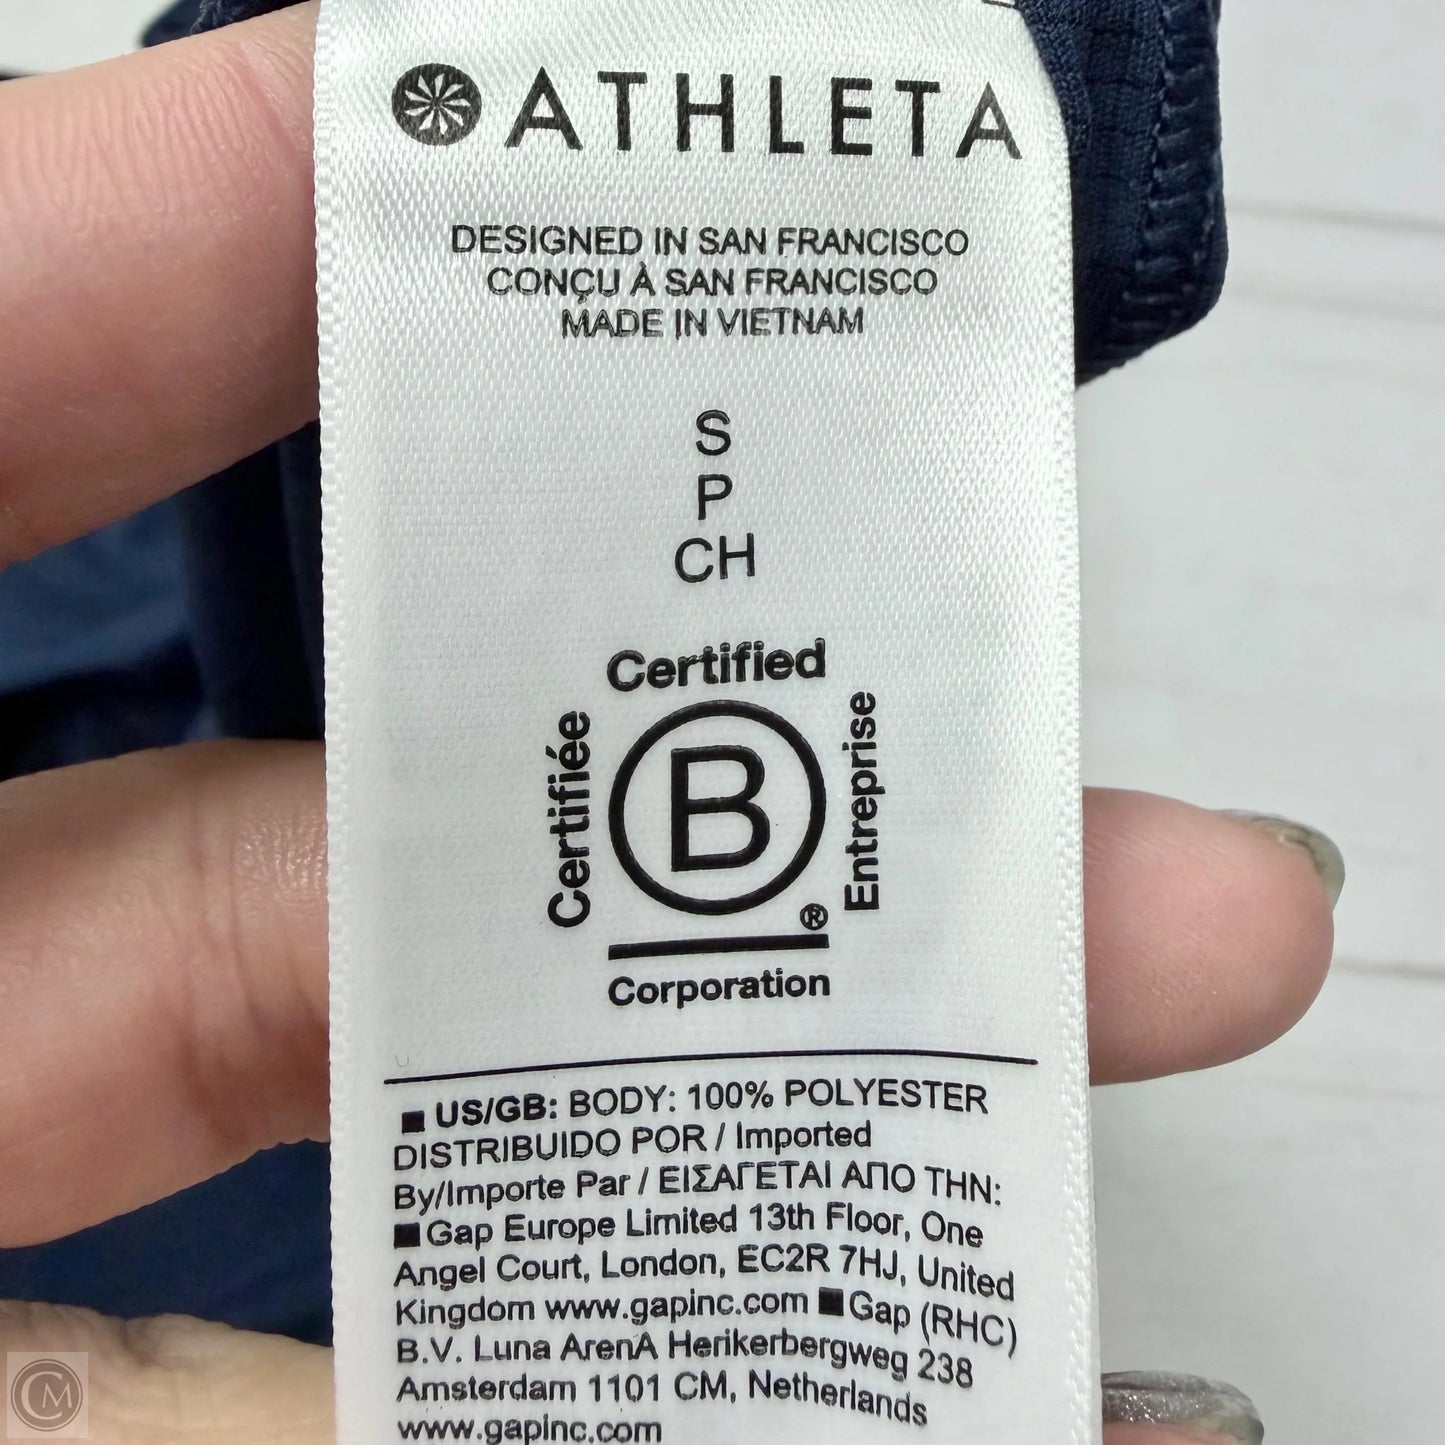 ATHLETA
DESIGNED IN SAN FRANCISCO
CONÇU À SAN FRANCISCO
MADE IN VIETNAM
S
P
CH
Certified
Certifiée
B
Entreprise
®
Corporation
■ US/GB: BODY: 100% POLYESTER
DISTRIBUIDO POR / Imported
By/Importe Par / ΕΙΣΑΓΕΤΑΙ ΑΠΟ ΤΗΝ:
■ Gap Europe Limited 13th Floor, One
Angel Court, London, EC2R 7HJ, United
Kingdom www.gapinc.com ■ Gap (RHC)
B.V. Luna ArenA Herikerbergweg 238
Amsterdam 1101 CM, Netherlands
www.gapinc.com
CM